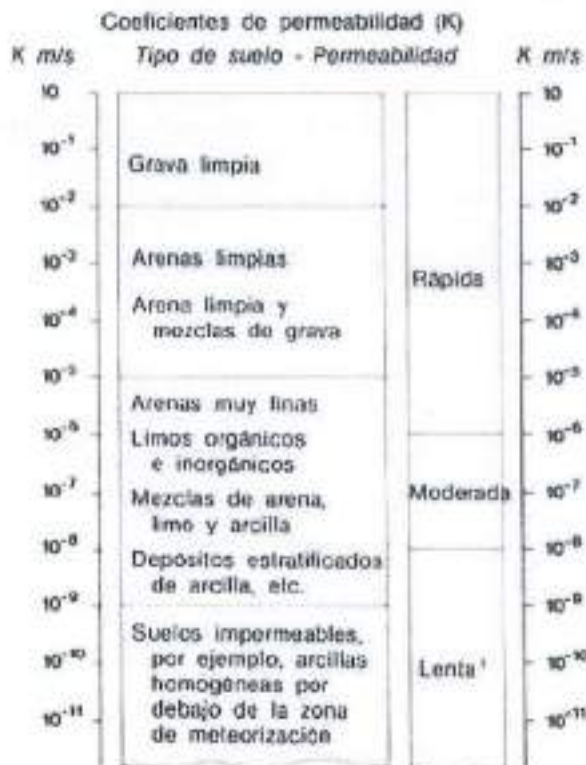 Coeficientes de permeabilidad (K)
K m/s Tipo de suelo - Permeabilidad K m/s
10 10
10⁻¹ 10⁻¹
Grava limpia
10⁻² 10⁻²
Arenas limpias
10⁻³ 10⁻³
Rápida
Arena limpia y
mezclas de grava
10⁻⁴ 10⁻⁴
10⁻⁵ 10⁻⁵
Arenas muy finas
10⁻⁶ 10⁻⁶
Limos orgánicos
e inorgánicos
10⁻⁷ Moderada 10⁻⁷
Mezclas de arena,
limo y arcilla
10⁻⁸ 10⁻⁸
Depósitos estratificados
de arcilla, etc.
10⁻⁹ 10⁻⁹
Suelos impermeables,
por ejemplo, arcillas
homogéneas por
debajo de la zona
de meteorización
10⁻¹⁰ Lenta ¹ 10⁻¹⁰
10⁻¹¹ 10⁻¹¹